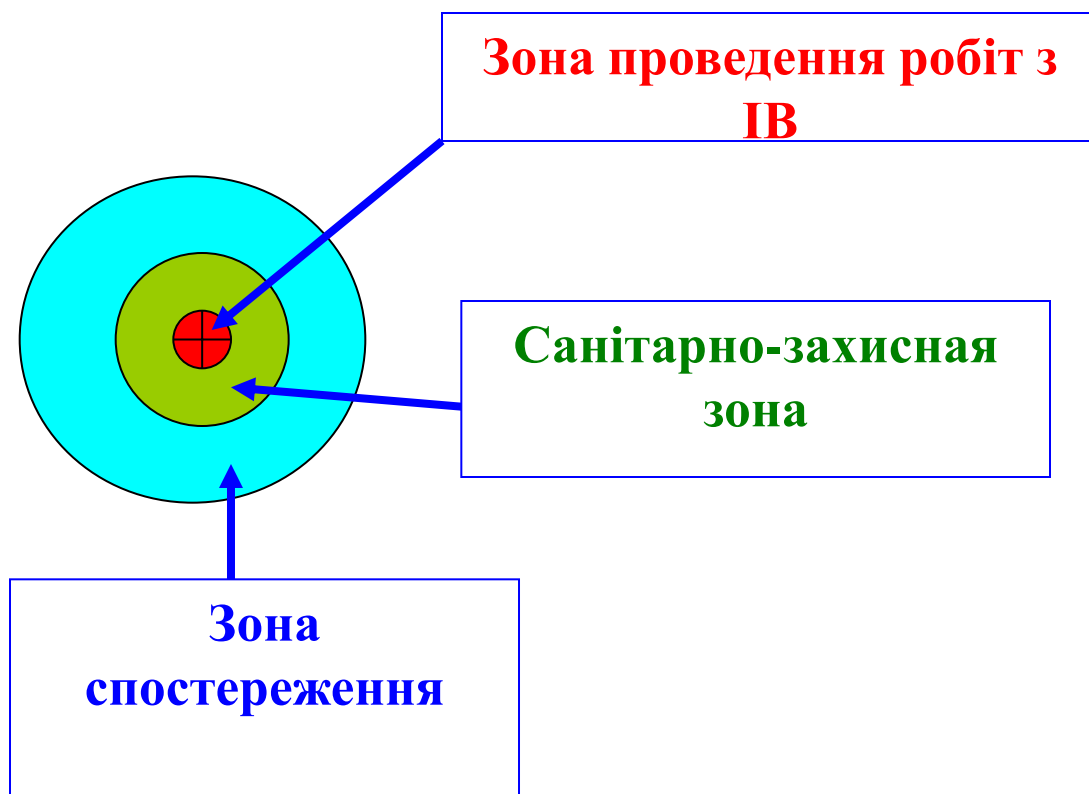 Зона проведення робіт з
ІВ
Санітарно-захисная
зона
Зона
спостереження